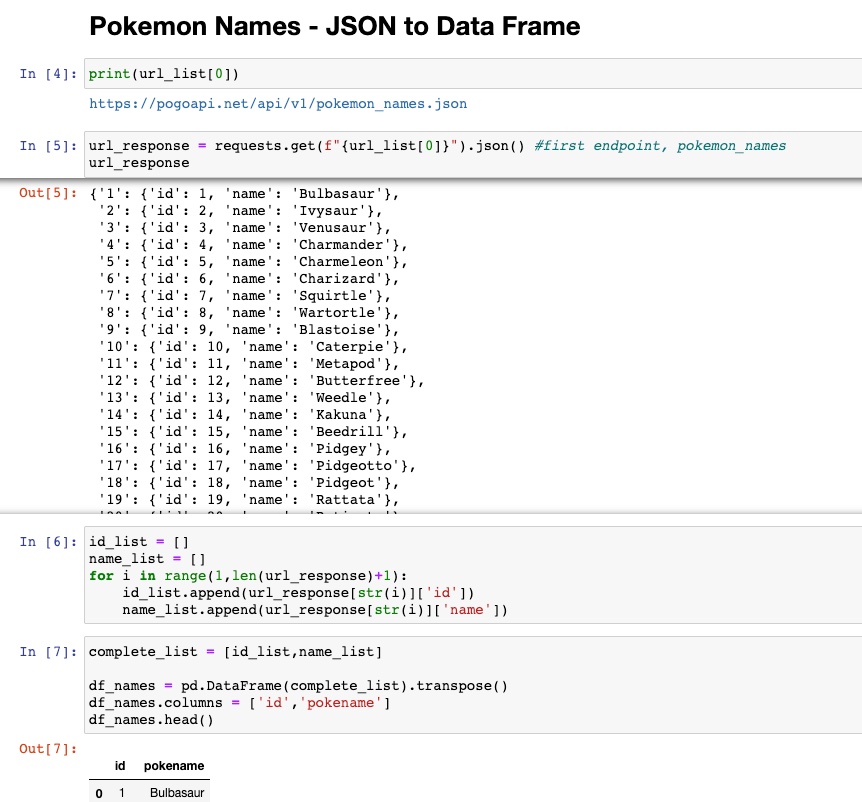 Pokemon Names - JSON to Data Frame
In [4]: print(url_list[0])
https://pogoapi.net/api/v1/pokemon_names.json
In [5]: url_response = requests.get(f"{url_list[0]}").json() #first endpoint, pokemon_names
url_response
Out[5]: {'1': {'id': 1, 'name': 'Bulbasaur'},
'2': {'id': 2, 'name': 'Ivysaur'},
'3': {'id': 3, 'name': 'Venusaur'},
'4': {'id': 4, 'name': 'Charmander'},
'5': {'id': 5, 'name': 'Charmeleon'},
'6': {'id': 6, 'name': 'Charizard'},
'7': {'id': 7, 'name': 'Squirtle'},
'8': {'id': 8, 'name': 'Wartortle'},
'9': {'id': 9, 'name': 'Blastoise'},
'10': {'id': 10, 'name': 'Caterpie'},
'11': {'id': 11, 'name': 'Metapod'},
'12': {'id': 12, 'name': 'Butterfree'},
'13': {'id': 13, 'name': 'Weedle'},
'14': {'id': 14, 'name': 'Kakuna'},
'15': {'id': 15, 'name': 'Beedrill'},
'16': {'id': 16, 'name': 'Pidgey'},
'17': {'id': 17, 'name': 'Pidgeotto'},
'18': {'id': 18, 'name': 'Pidgeot'},
'19': {'id': 19, 'name': 'Rattata'},
In [6]: id_list = []
name_list = []
for i in range(1,len(url_response)+1):
    id_list.append(url_response[str(i)]['id'])
    name_list.append(url_response[str(i)]['name'])
In [7]: complete_list = [id_list,name_list]
df_names = pd.DataFrame(complete_list).transpose()
df_names.columns = ['id','pokename']
df_names.head()
Out[7]:
id pokename
0 1 Bulbasaur